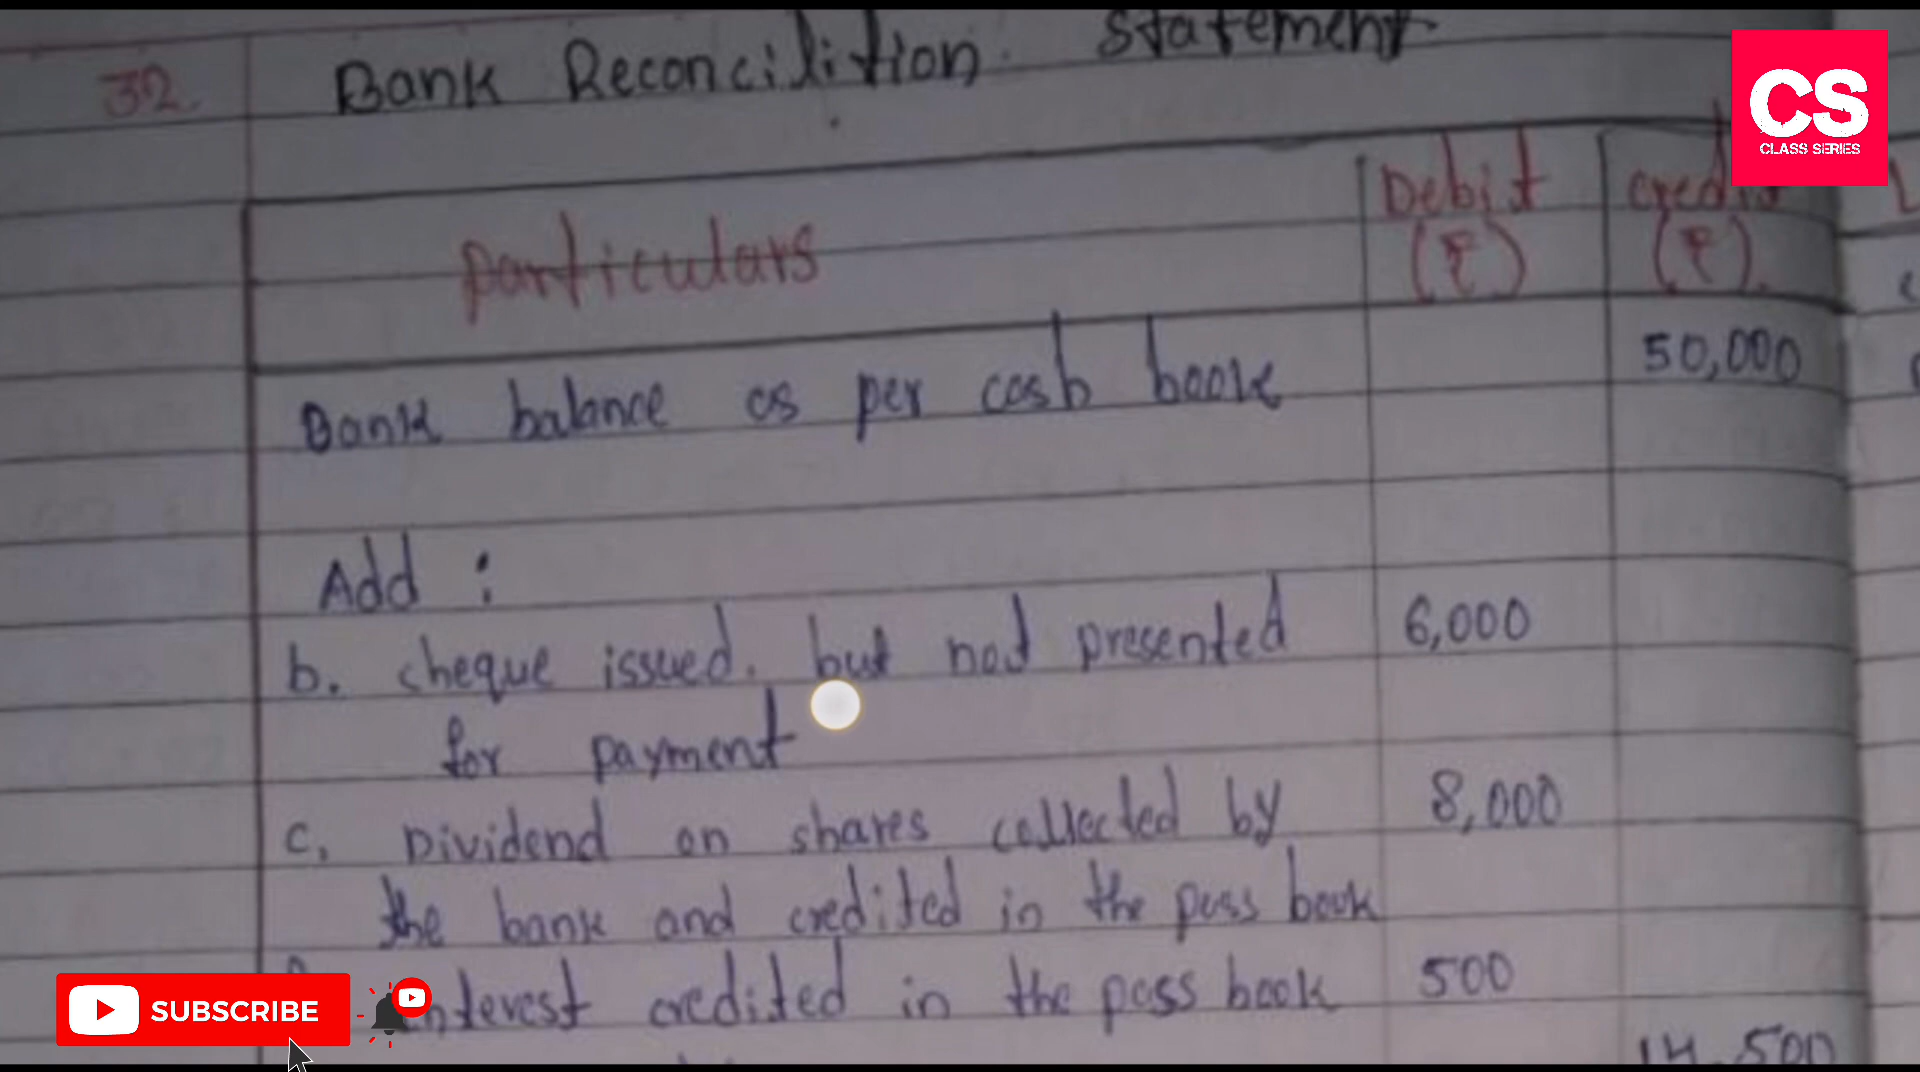 32.
Bank Reconcilition Statement
CS
CLASS SERIES
Particulars
Debit
(₹)
Credit
(₹).
Bank balance as per cash book
50,000
Add :
b. cheque issued. but not presented
6,000
for payment
c. Dividend on shares collected by
8,000
the bank and credited in the pass book
interest credited in the pass book
500
14,500
SUBSCRIBE